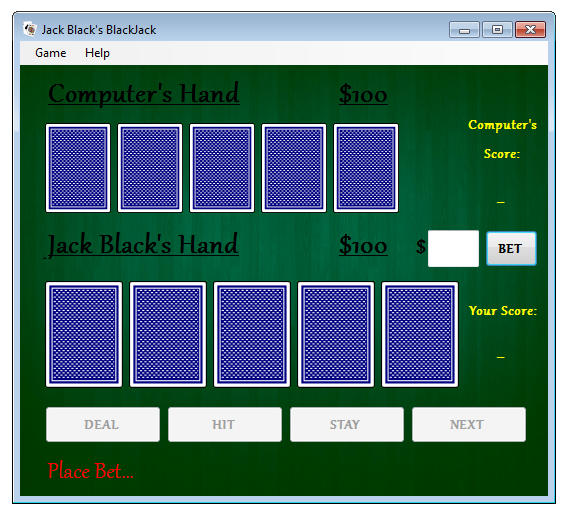 Jack Black's BlackJack
Game Help
Computer's Hand $100
Computer's
Score:
_
Jack Black's Hand $100 $ BET
Your Score:
_
DEAL HIT STAY NEXT
Place Bet...